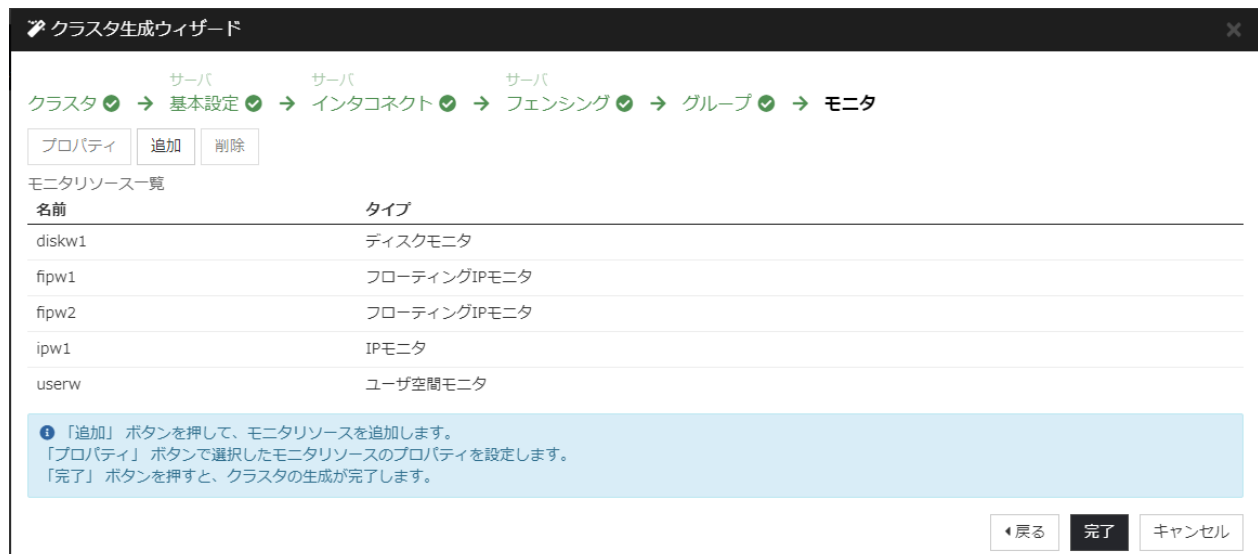 クラスタ生成ウィザード
サーバ サーバ サーバ
クラスタ → 基本設定 → インタコネクト → フェンシング → グループ → モニタ
プロパティ 追加 削除
モニタリソース一覧
名前 タイプ
diskw1 ディスクモニタ
fipw1 フローティングIPモニタ
fipw2 フローティングIPモニタ
ipw1 IPモニタ
userw ユーザ空間モニタ
「追加」 ボタンを押して、モニタリソースを追加します。
「プロパティ」 ボタンで選択したモニタリソースのプロパティを設定します。
「完了」 ボタンを押すと、クラスタの生成が完了します。
戻る 完了 キャンセル